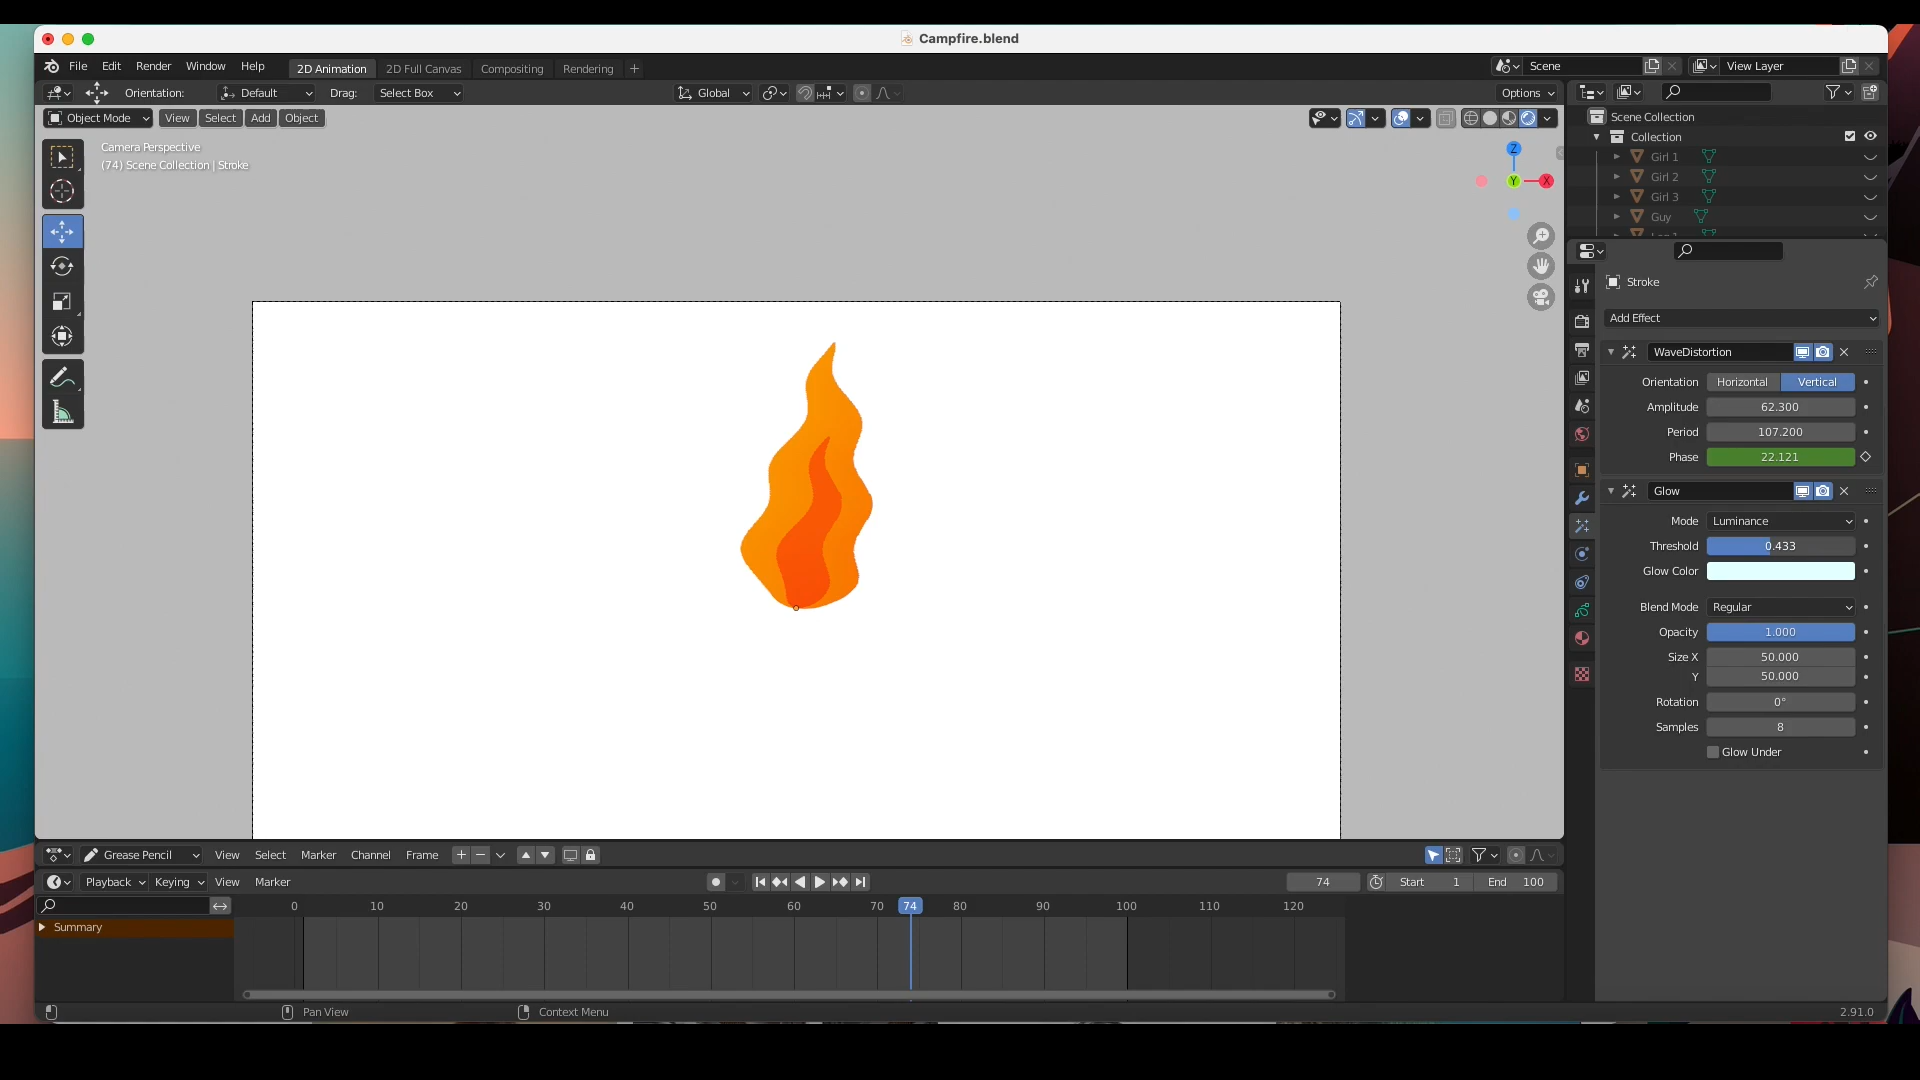 Campfire.blend
File Edit Render Window Help 2D Animation 2D Full Canvas Compositing Rendering + Scene View Layer
Orientation: Default Drag: Select Box Global Options
Object Mode View Select Add Object
Camera Perspective
(74) Scene Collection | Stroke
Z
Y
X
Scene Collection
Collection
Girl 1
Girl 2
Girl 3
Guy
Stroke
Add Effect
WaveDistortion
Orientation Horizontal Vertical
Amplitude 62.300
Period 107.200
Phase 22.121
Glow
Mode Luminance
Threshold 0.433
Glow Color
Blend Mode Regular
Opacity 1.000
Size X 50.000
Y 50.000
Rotation 0°
Samples 8
Glow Under
Grease Pencil View Select Marker Channel Frame
Playback Keying View Marker 74 Start 1 End 100
0 10 20 30 40 50 60 70 74 80 90 100 110 120
Summary
Pan View Context Menu 2.91.0